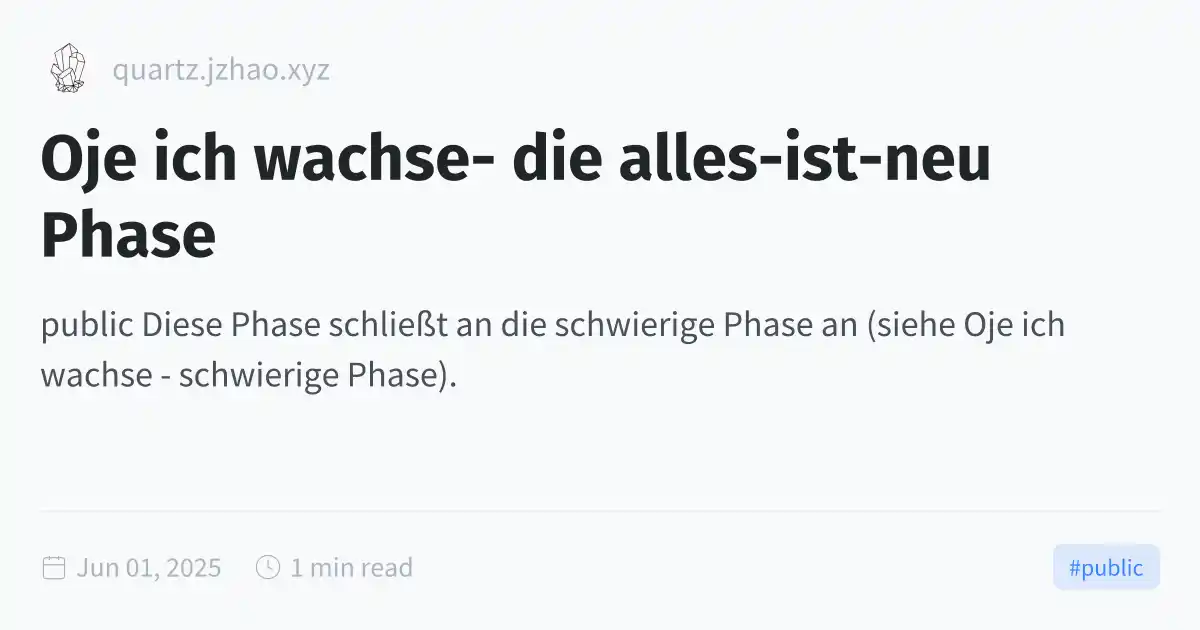 quartz.jzhao.xyz
Oje ich wachse- die alles-ist-neu
Phase
public Diese Phase schließt an die schwierige Phase an (siehe Oje ich
wachse - schwierige Phase).
Jun 01, 2025 1 min read #public